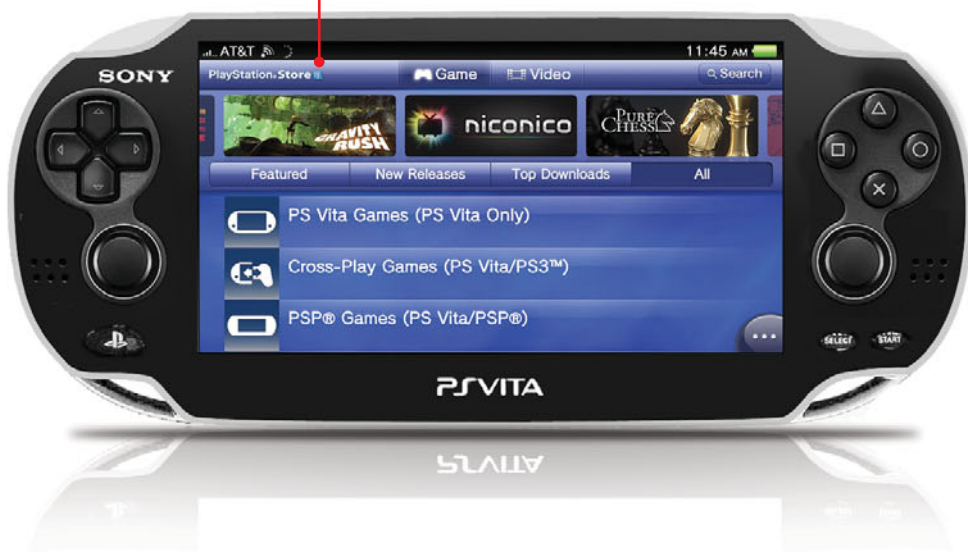 AT&T 11:45 AM
SONY
PlayStation®Store Game Video Search
GRAVITY RUSH niconico PURE CHESS
Featured New Releases Top Downloads All
PS Vita Games (PS Vita Only)
Cross-Play Games (PS Vita/PS3™)
PSP® Games (PS Vita/PSP®)
SELECT START
PSVITA